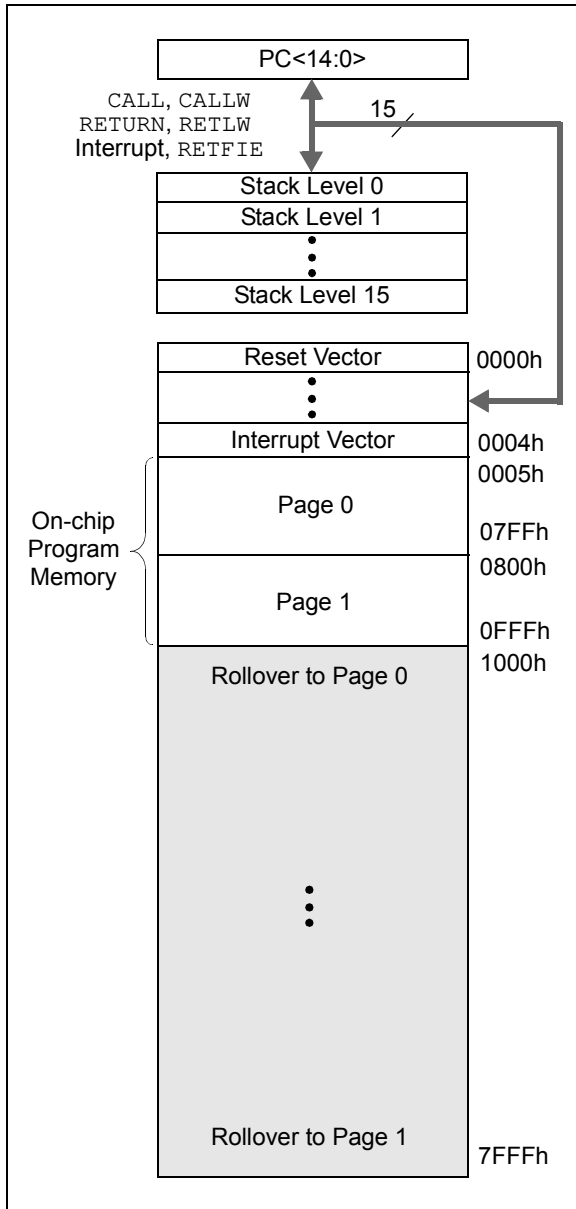 PC<14:0>
CALL, CALLW
RETURN, RETLW
Interrupt, RETFIE
15
Stack Level 0
Stack Level 1
Stack Level 15
Reset Vector
0000h
Interrupt Vector
0004h
0005h
On-chip
Program
Memory
Page 0
07FFh
0800h
Page 1
0FFFh
1000h
Rollover to Page 0
Rollover to Page 1
7FFFh